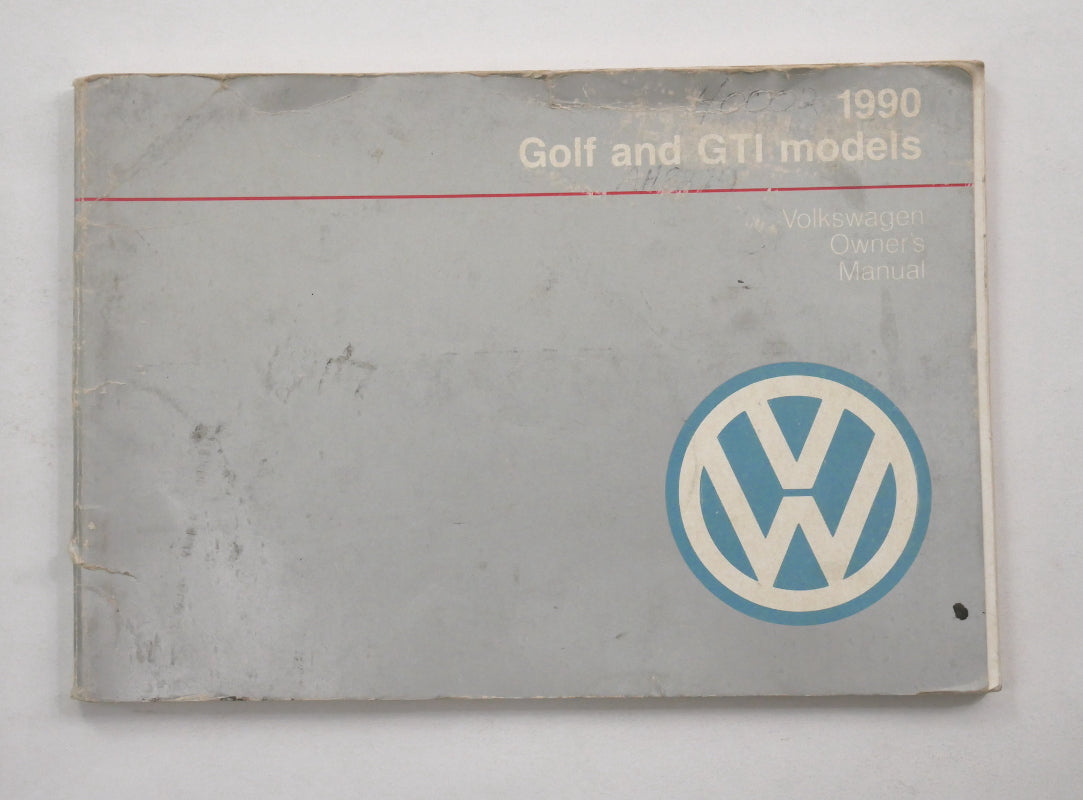 1990
Golf and GTI models
Volkswagen
Owner's
Manual